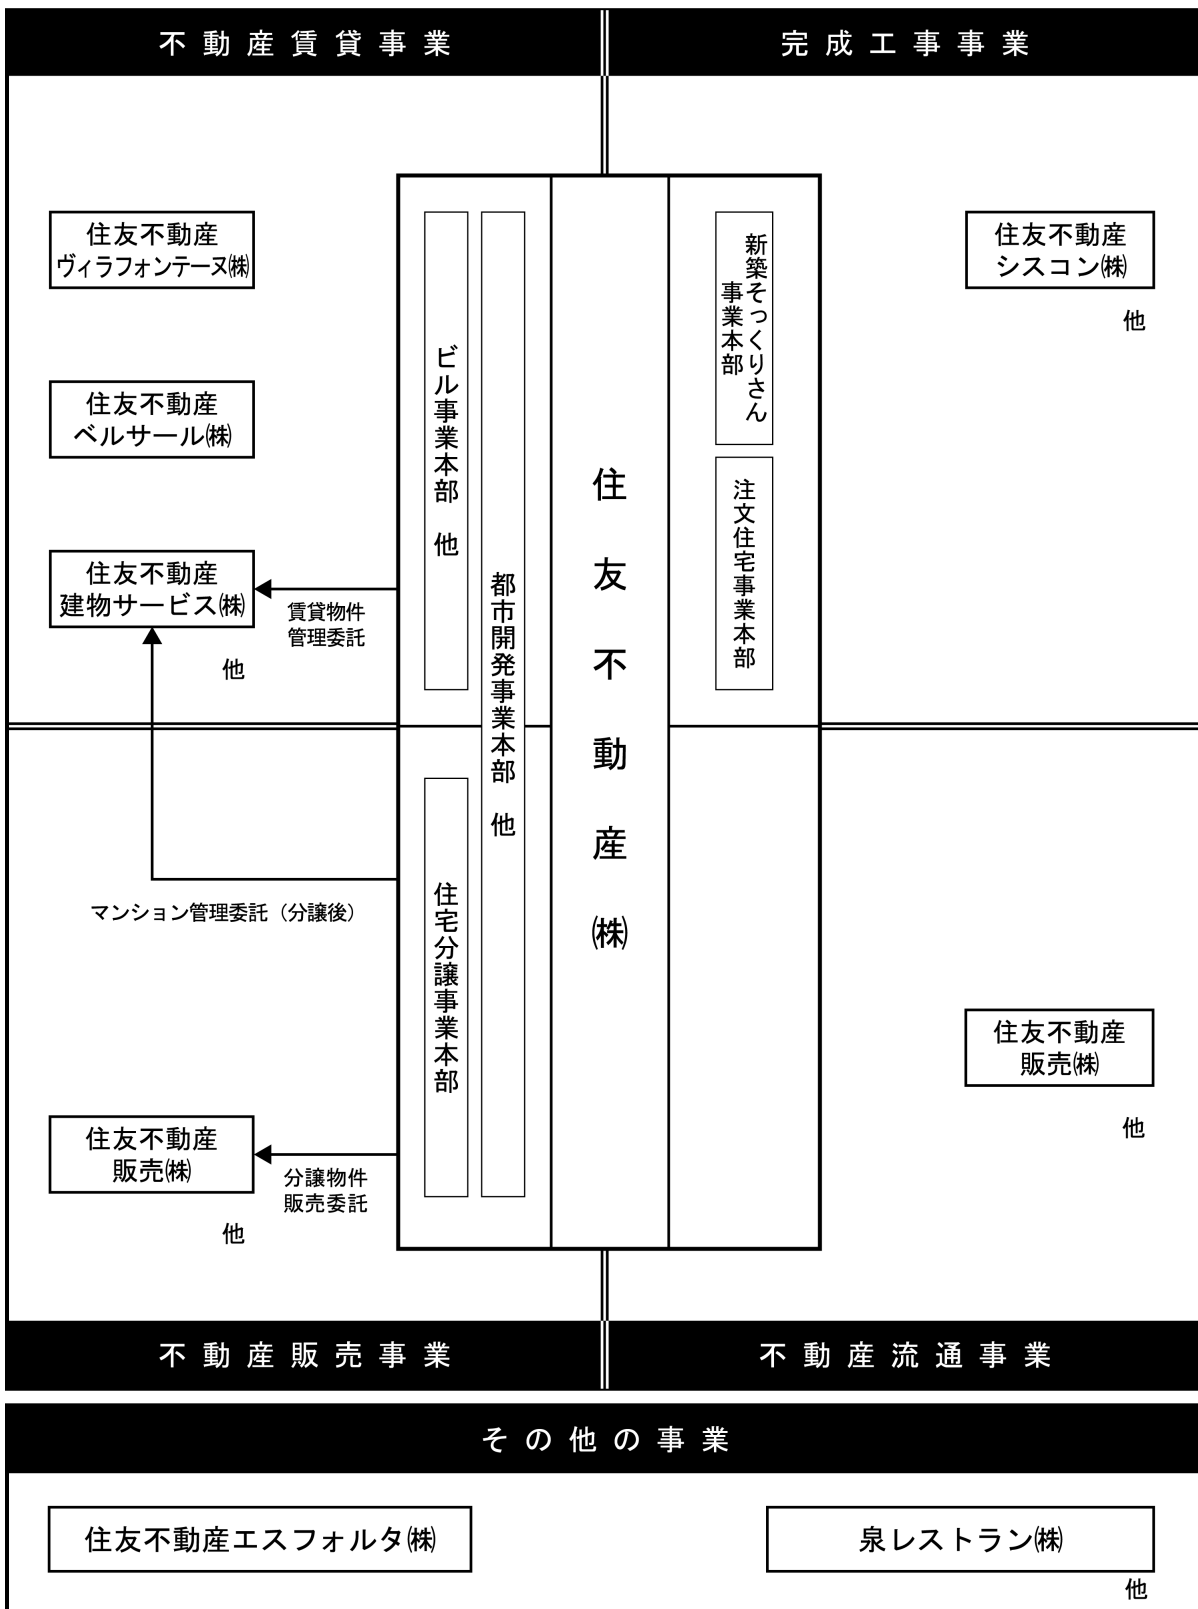 不動産賃貸事業
完成工事事業
住友不動産
ヴィラフォンテーヌ㈱
住友不動産
ベルサール㈱
住友不動産
建物サービス㈱
他
賃貸物件
管理委託
マンション管理委託（分譲後）
住友不動産
販売㈱
他
分譲物件
販売委託
ビル事業本部 他
住宅分譲事業本部
都市開発事業本部 他
住友不動産㈱
新築そっくりさん
事業本部
注文住宅事業本部
住友不動産
シスコン㈱
他
住友不動産
販売㈱
他
不動産販売事業
不動産流通事業
その他の事業
住友不動産エスフォルタ㈱
泉レストラン㈱
他